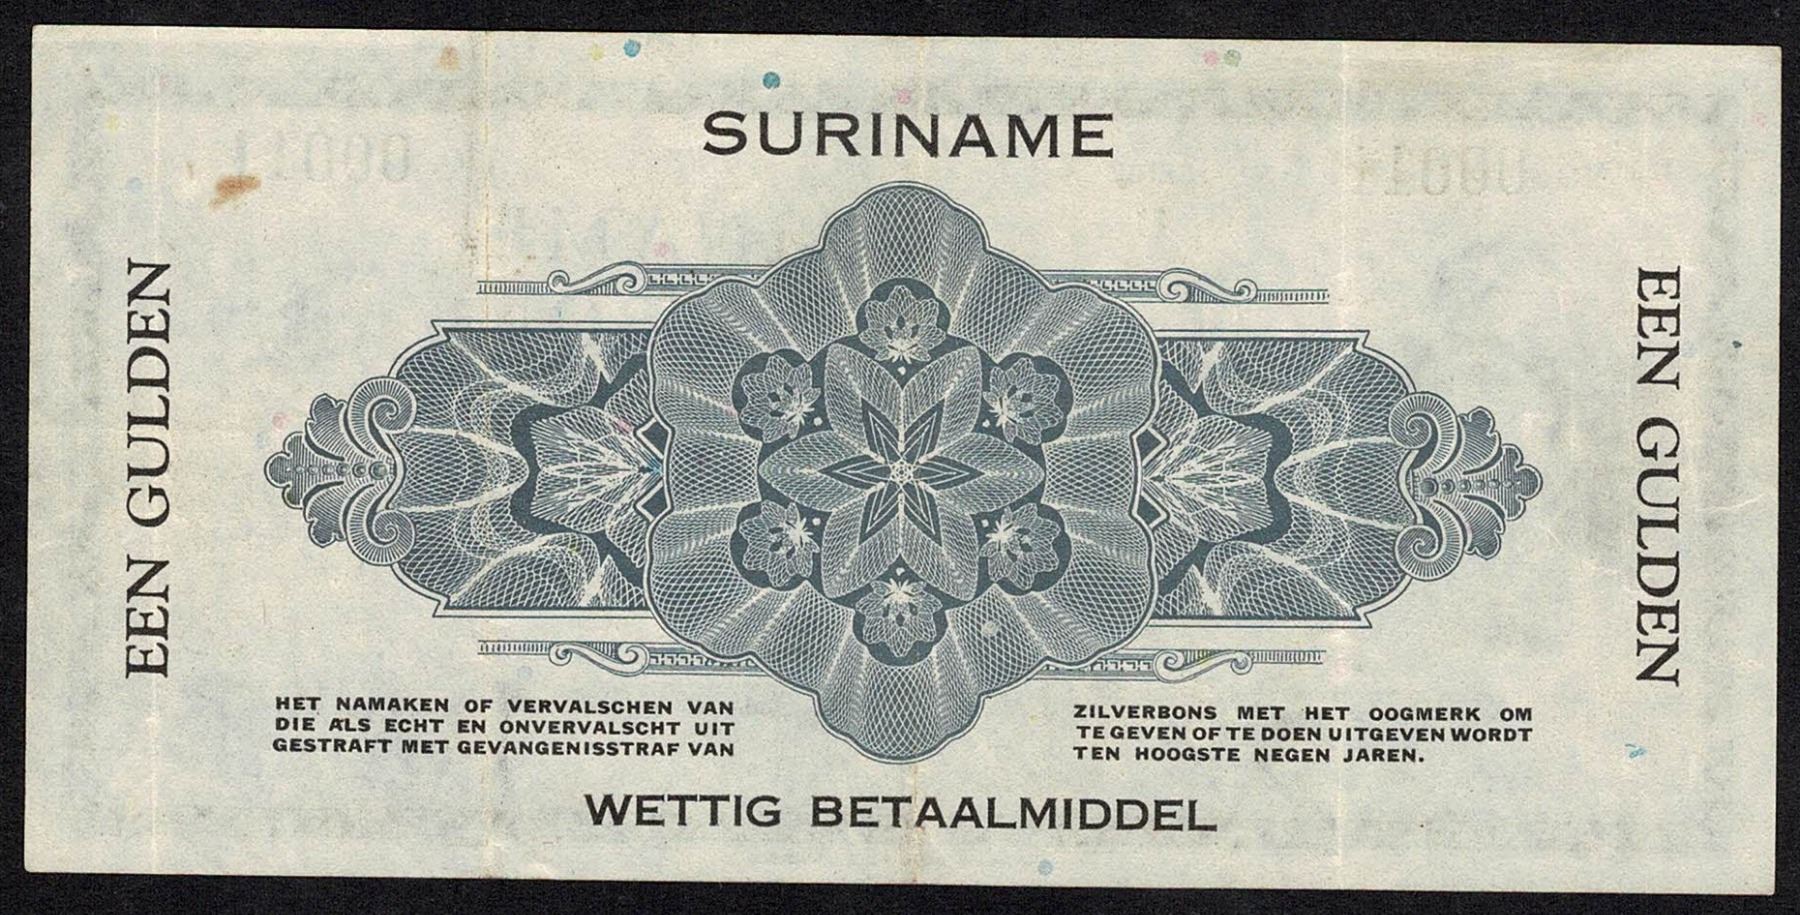 SURINAME
EEN GULDEN
EEN GULDEN
HET NAMAKEN OF VERVALSCHEN VAN
DIE ALS ECHT EN ONVERVALSCHT UIT
GESTRAFT MET GEVANGENISSTRAF VAN
ZILVERBONS MET HET OOGMERK OM
TE GEVEN OF TE DOEN UITGEVEN WORDT
TEN HOOGSTE NEGEN JAREN.
WETTIG BETAALMIDDEL